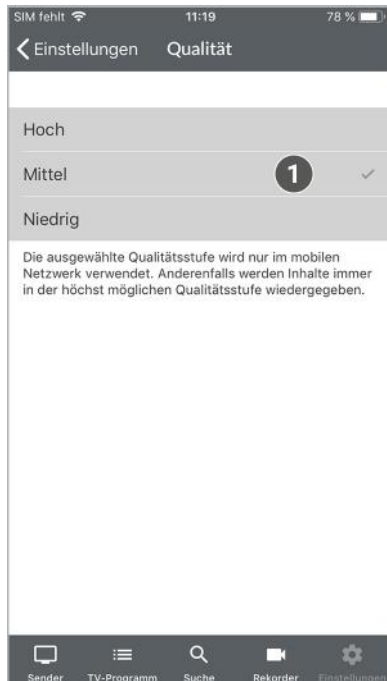 SIM fehlt 11:19 78 %
Einstellungen Qualität
Hoch
Mittel 1
Niedrig
Die ausgewählte Qualitätsstufe wird nur im mobilen
Netzwerk verwendet. Anderenfalls werden Inhalte immer
in der höchst möglichen Qualitätsstufe wiedergegeben.
Sender TV-Programm Suche Rekorder Einstellungen